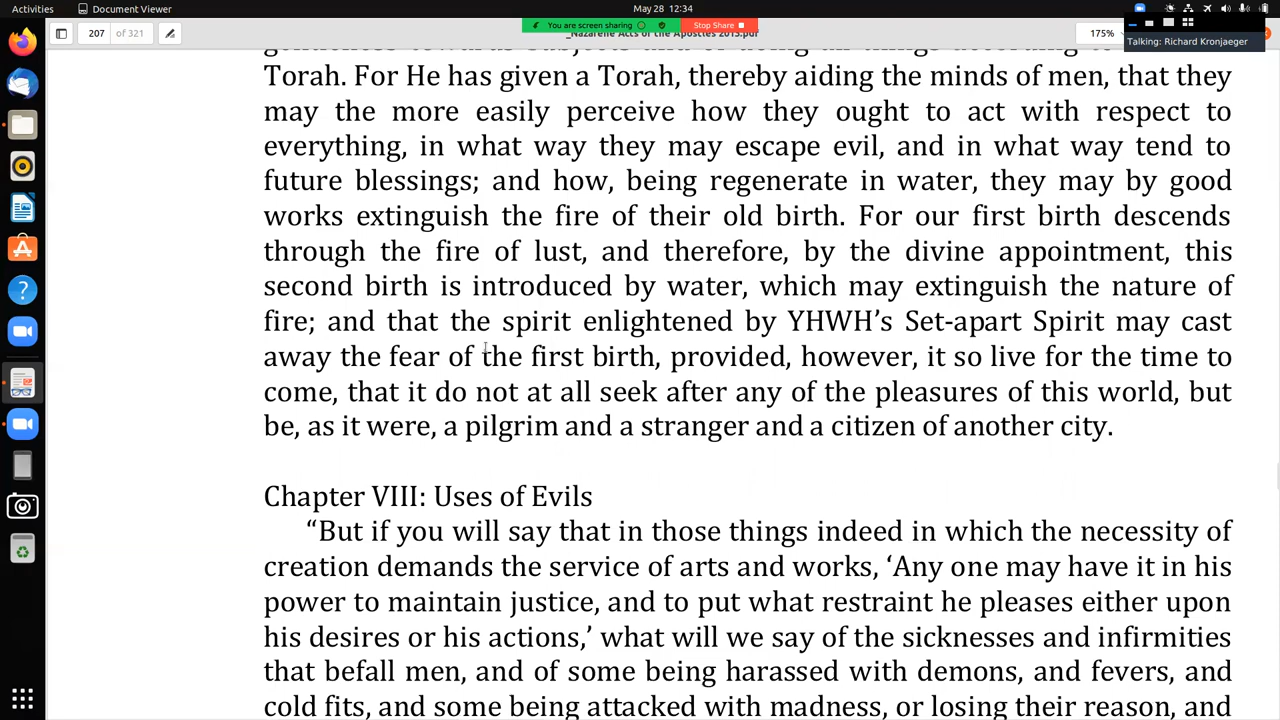 Activities
Document Viewer
May 28 12:34
207 of 321
You are screen sharing
Stop Share
_Nazarene Acts of the Apostles 2013.pdf
175%
Talking: Richard Kronjaeger
Torah. For He has given a Torah, thereby aiding the minds of men, that they
may the more easily perceive how they ought to act with respect to
everything, in what way they may escape evil, and in what way tend to
future blessings; and how, being regenerate in water, they may by good
works extinguish the fire of their old birth. For our first birth descends
through the fire of lust, and therefore, by the divine appointment, this
second birth is introduced by water, which may extinguish the nature of
fire; and that the spirit enlightened by YHWH’s Set-apart Spirit may cast
away the fear of the first birth, provided, however, it so live for the time to
come, that it do not at all seek after any of the pleasures of this world, but
be, as it were, a pilgrim and a stranger and a citizen of another city.
Chapter VIII: Uses of Evils
“But if you will say that in those things indeed in which the necessity of
creation demands the service of arts and works, ‘Any one may have it in his
power to maintain justice, and to put what restraint he pleases either upon
his desires or his actions,’ what will we say of the sicknesses and infirmities
that befall men, and of some being harassed with demons, and fevers, and
cold fits, and some being attacked with madness, or losing their reason, and